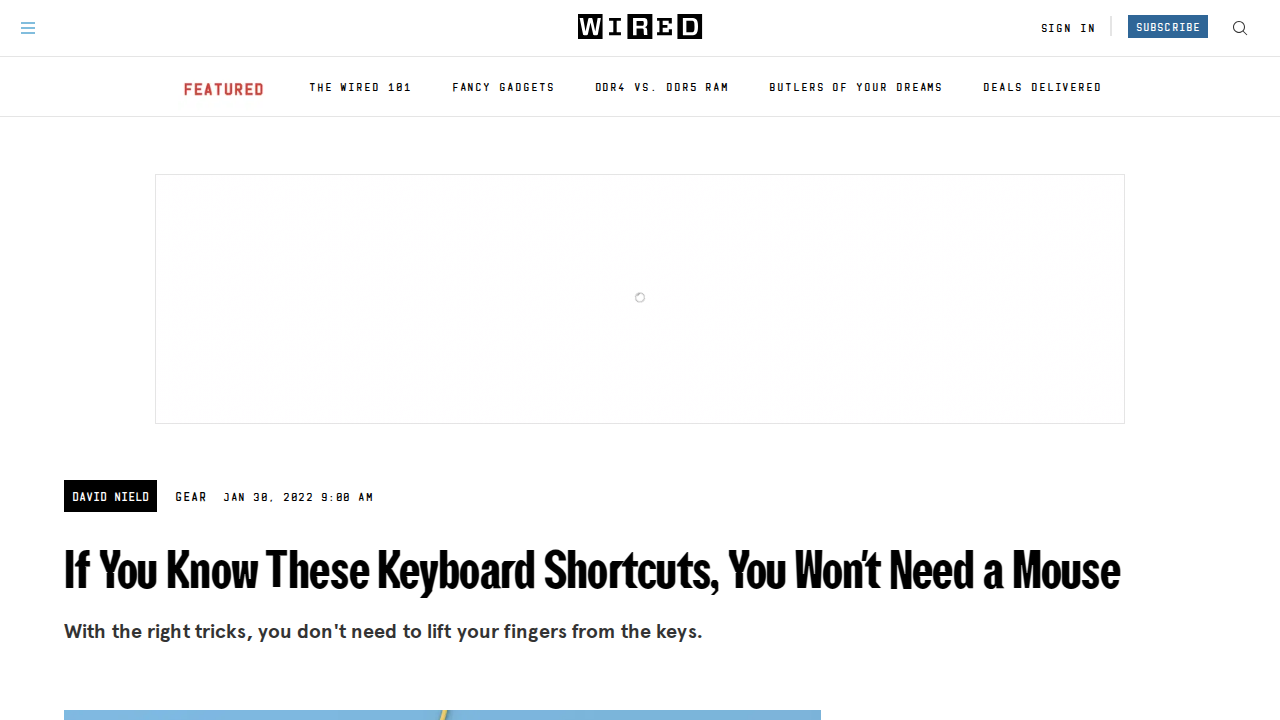 WIRED
SIGN IN
SUBSCRIBE
FEATURED
THE WIRED 101
FANCY GADGETS
DDR4 VS. DDR5 RAM
BUTLERS OF YOUR DREAMS
DEALS DELIVERED
DAVID NIELD
GEAR
JAN 30, 2022 9:00 AM
If You Know These Keyboard Shortcuts, You Won't Need a Mouse
With the right tricks, you don't need to lift your fingers from the keys.